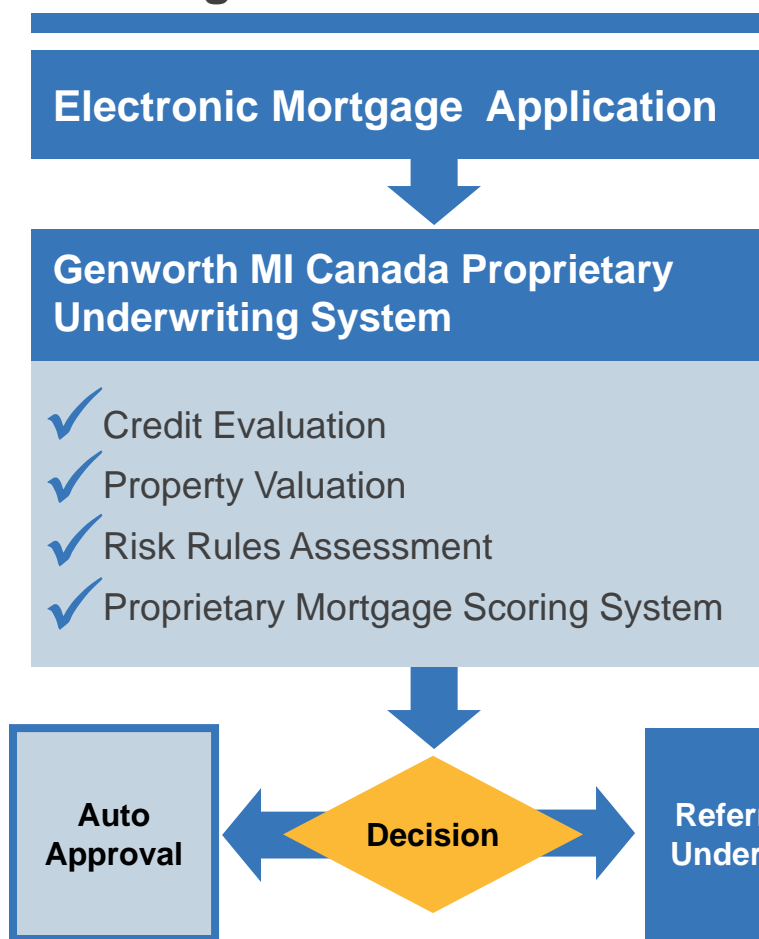 Electronic Mortgage Application
Genworth MI Canada Proprietary
Underwriting System
Credit Evaluation
Property Valuation
Risk Rules Assessment
Proprietary Mortgage Scoring System
Auto
Approval
Decision